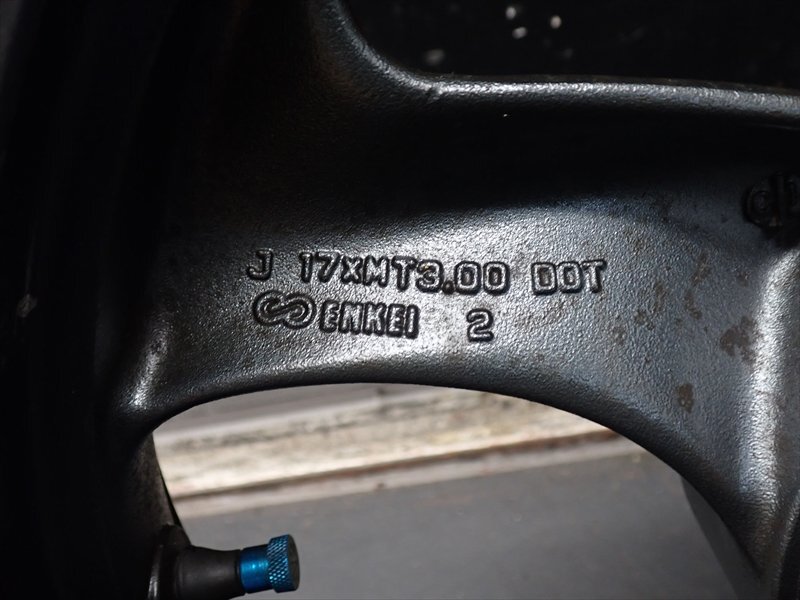 J 17XMT3.00 DOT
ENKEI 2